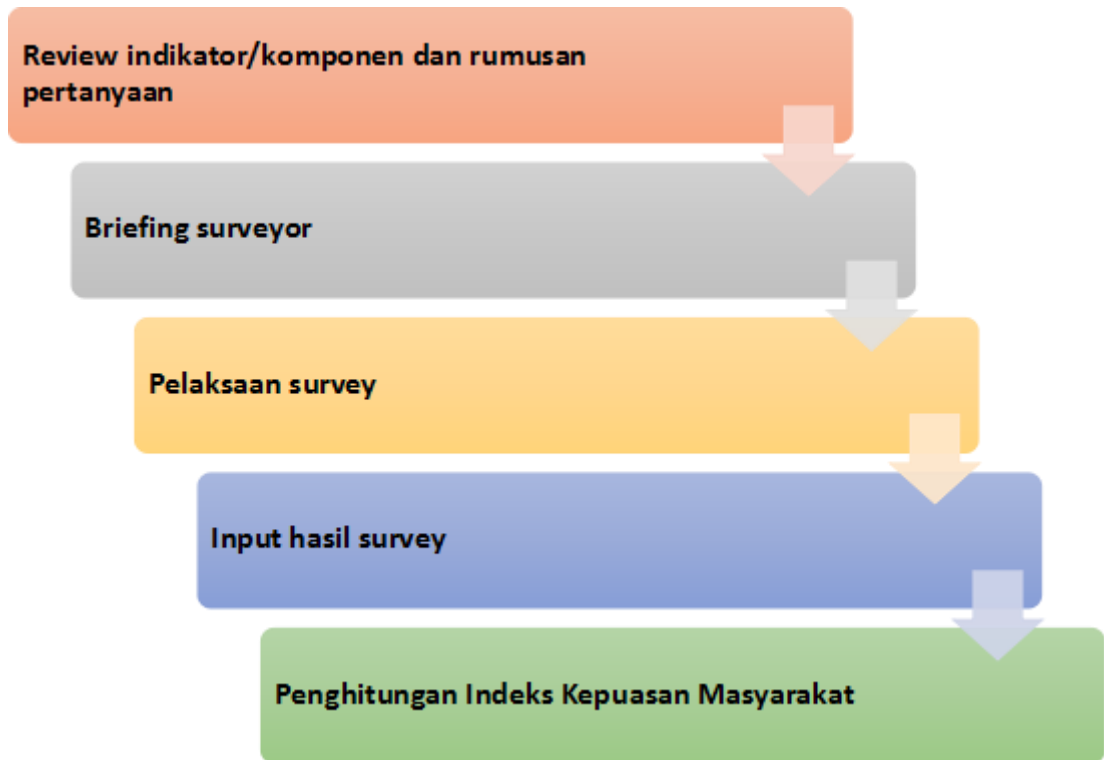 Review indikator/komponen dan rumusan
pertanyaan
Briefing surveyor
Pelaksaan survey
Input hasil survey
Penghitungan Indeks Kepuasan Masyarakat